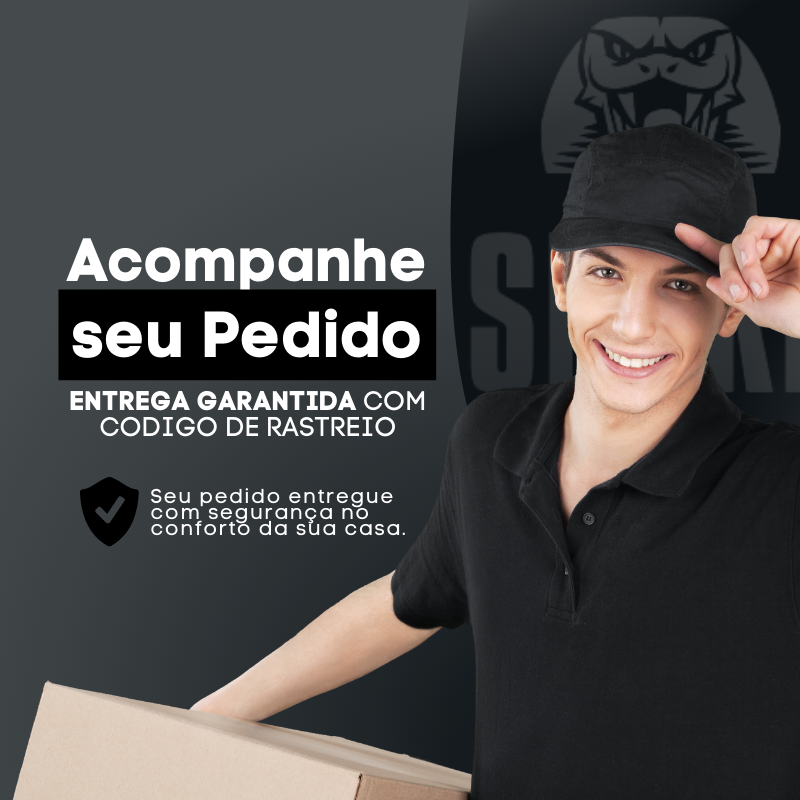 Acompanhe
seu Pedido
ENTREGA GARANTIDA COM
CODIGO DE RASTREIO
Seu pedido entregue
com segurança no
conforto da sua casa.